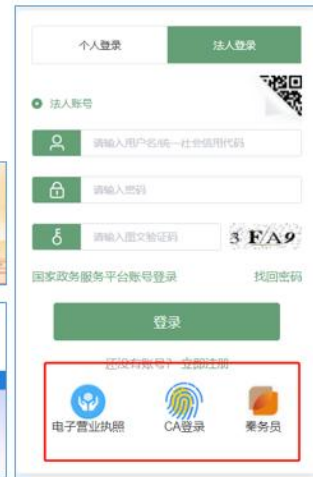 个人登录
法人登录
法人账号
请输入用户名/统一社会信用代码
请输入密码
请输入图文验证码
3 FA9
国家政务服务平台账号登录
找回密码
登录
还没有账号？ 立即注册
电子营业执照
CA登录
秦务员